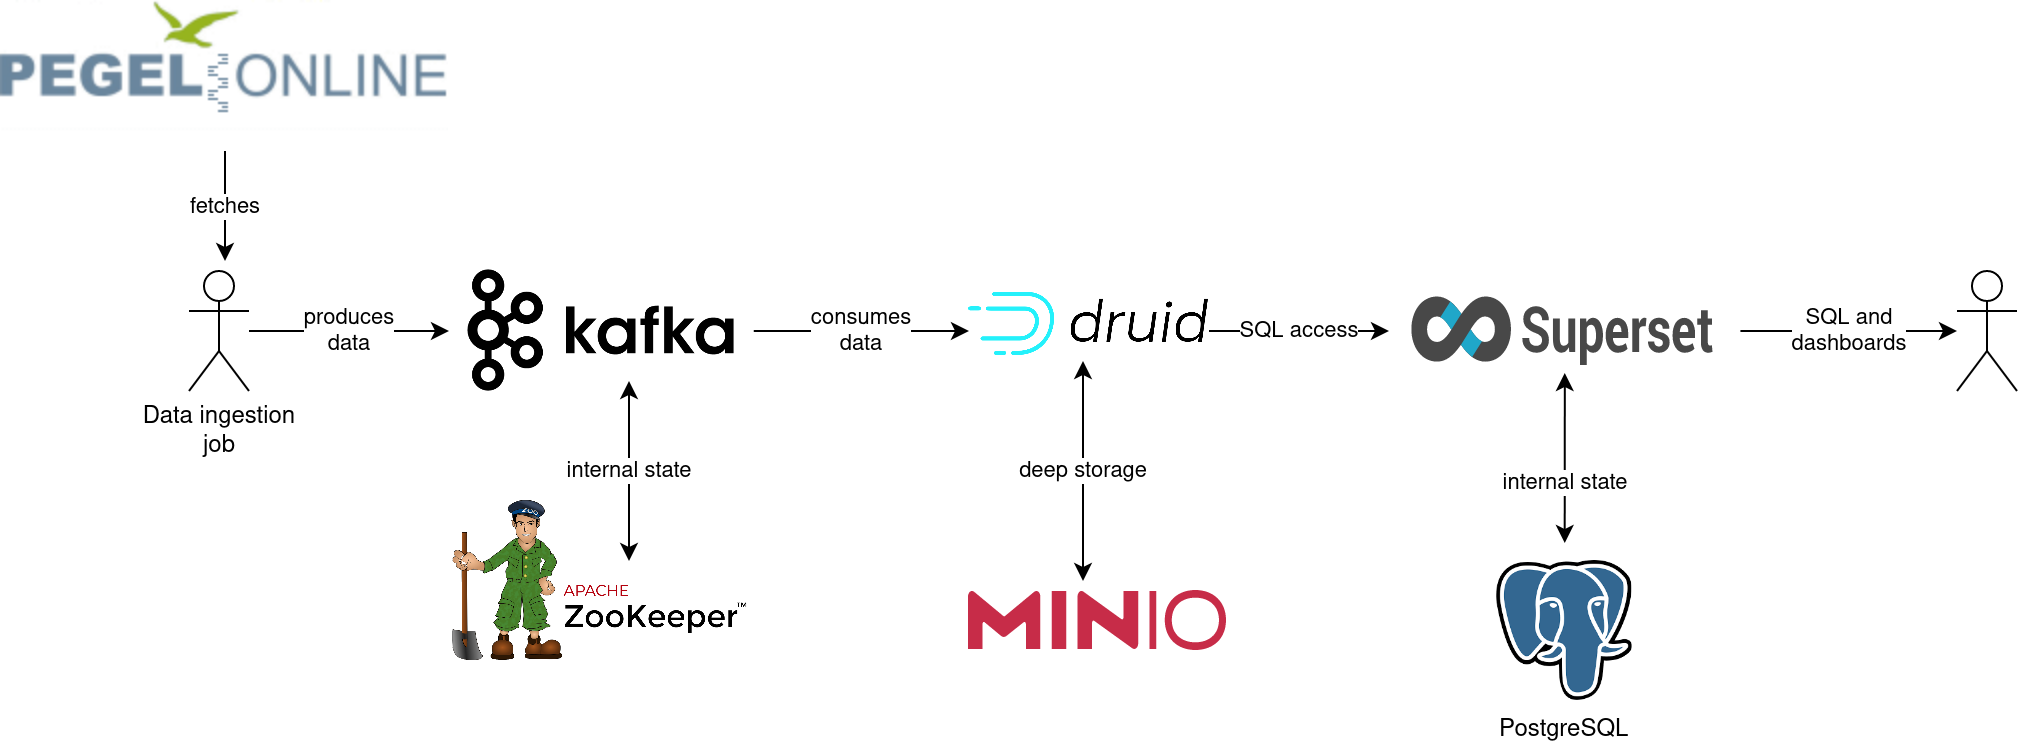 PEGEL ONLINE
fetches
Data ingestion
job
produces
data
kafka
internal state
ZOO
APACHE
ZooKeeper™
consumes
data
druid
deep storage
MINIO
SQL access
Superset
internal state
PostgreSQL
SQL and
dashboards